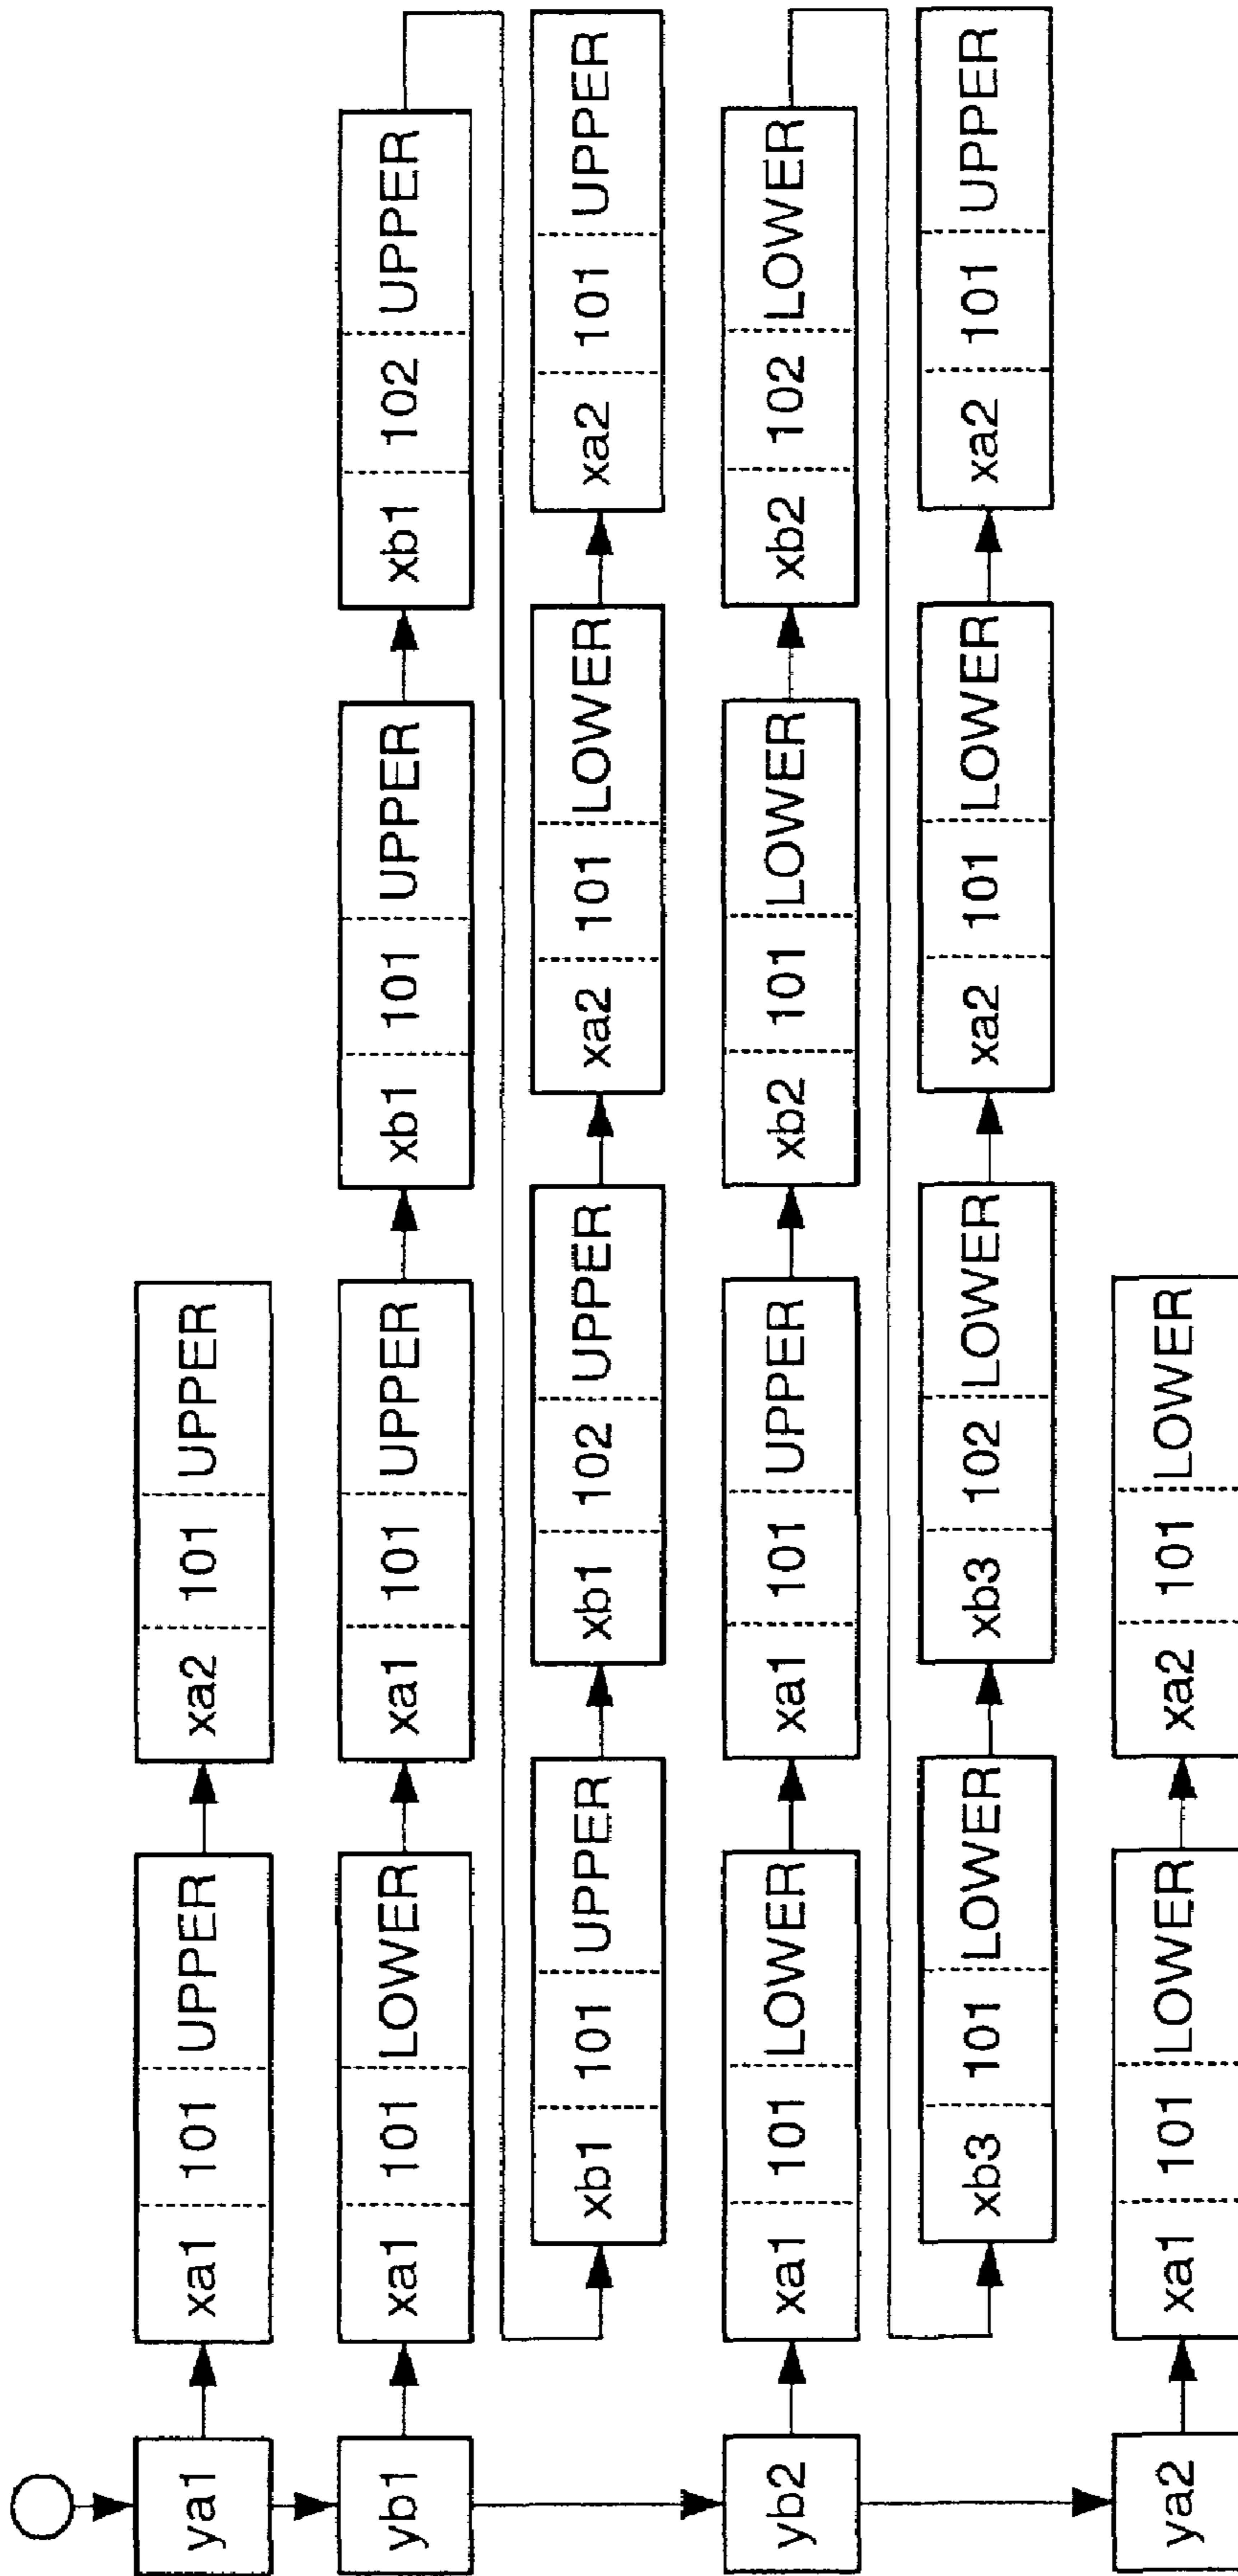 ya1 xa1 101 UPPER xa2 101 UPPER
yb1 xa1 101 LOWER xa1 101 UPPER xb1 101 UPPER xb1 102 UPPER
xb1 101 UPPER xb1 102 UPPER xa2 101 LOWER xa2 101 UPPER
yb2 xa1 101 LOWER xa1 101 UPPER xb2 101 LOWER xb2 102 LOWER
xb3 101 LOWER xb3 102 LOWER xa2 101 LOWER xa2 101 UPPER
ya2 xa1 101 LOWER xa2 101 LOWER